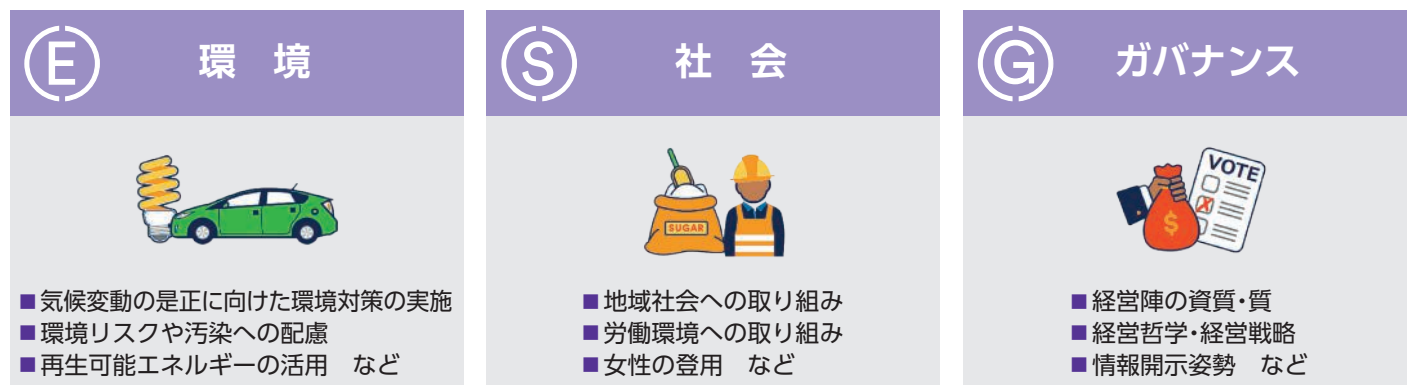 E 環 境
■気候変動の是正に向けた環境対策の実施
■環境リスクや汚染への配慮
■再生可能エネルギーの活用　など
S 社 会
SUGAR
■地域社会への取り組み
■労働環境への取り組み
■女性の登用　など
G ガバナンス
VOTE
$
■経営陣の資質・質
■経営哲学・経営戦略
■情報開示姿勢　など